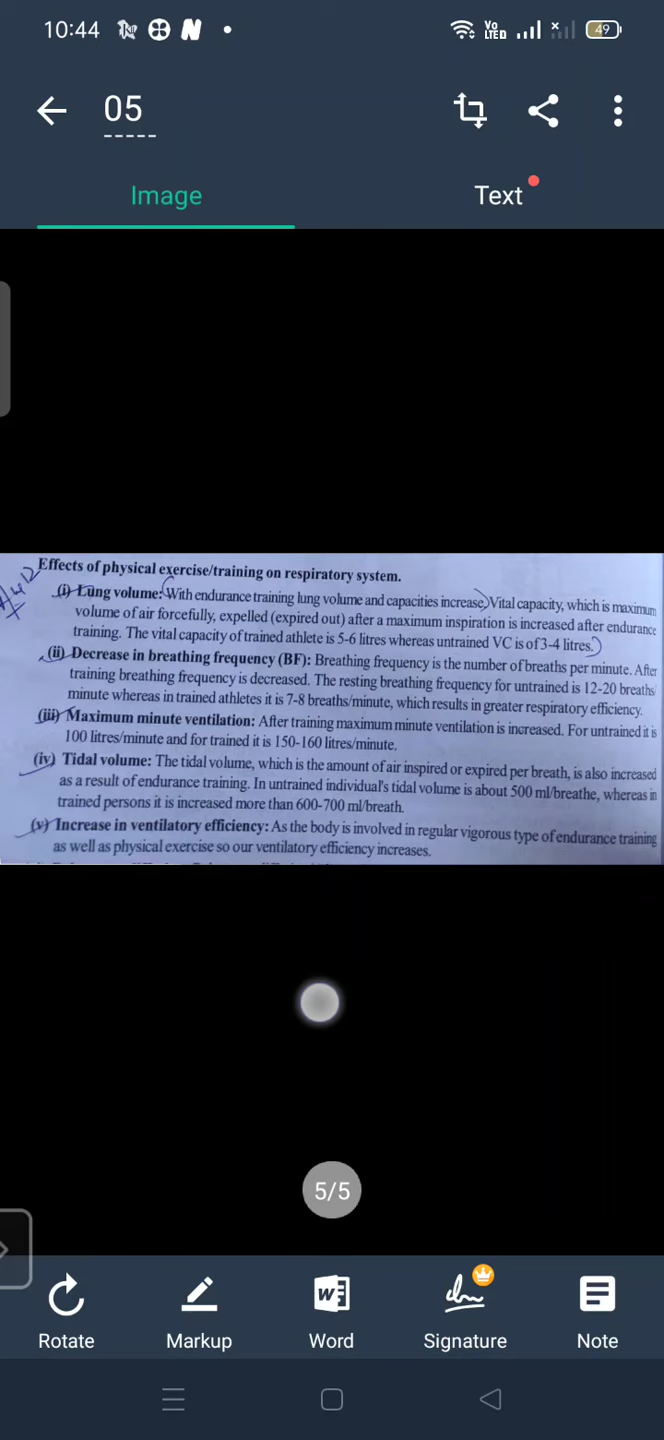 10:44
Vo
LTED
49
05
Image
Text
Effects of physical exercise/training on respiratory system.
(i) Lung volume: With endurance training lung volume and capacities increase, Vital capacity, which is maximum
volume of air forcefully, expelled (expired out) after a maximum inspiration is increased after endurance
training. The vital capacity of trained athlete is 5-6 litres whereas untrained VC is of 3-4 litres.
(ii) Decrease in breathing frequency (BF): Breathing frequency is the number of breaths per minute. After
training breathing frequency is decreased. The resting breathing frequency for untrained is 12-20 breaths/
minute whereas in trained athletes it is 7-8 breaths/minute, which results in greater respiratory efficiency.
(iii) Maximum minute ventilation: After training maximum minute ventilation is increased. For untrained it is
100 litres/minute and for trained it is 150-160 litres/minute.
(iv) Tidal volume: The tidal volume, which is the amount of air inspired or expired per breath, is also increased
as a result of endurance training. In untrained individual's tidal volume is about 500 ml/breathe, whereas in
trained persons it is increased more than 600-700 ml/breath.
(v) Increase in ventilatory efficiency: As the body is involved in regular vigorous type of endurance training
as well as physical exercise so our ventilatory efficiency increases.
5/5
Rotate
Markup
Word
Signature
Note